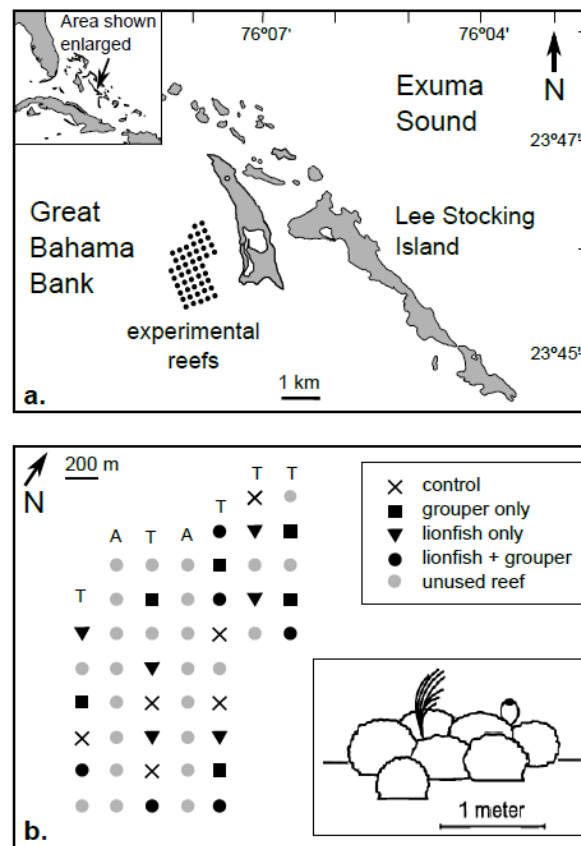 Area shown
enlarged
76°07' 76°04'
N
Exuma
Sound
23°47'
Great
Bahama
Bank
Lee Stocking
Island
experimental
reefs
23°45'
1 km
a.
200 m
N
T T
T
A T A
T
control
grouper only
lionfish only
lionfish + grouper
unused reef
1 meter
b.